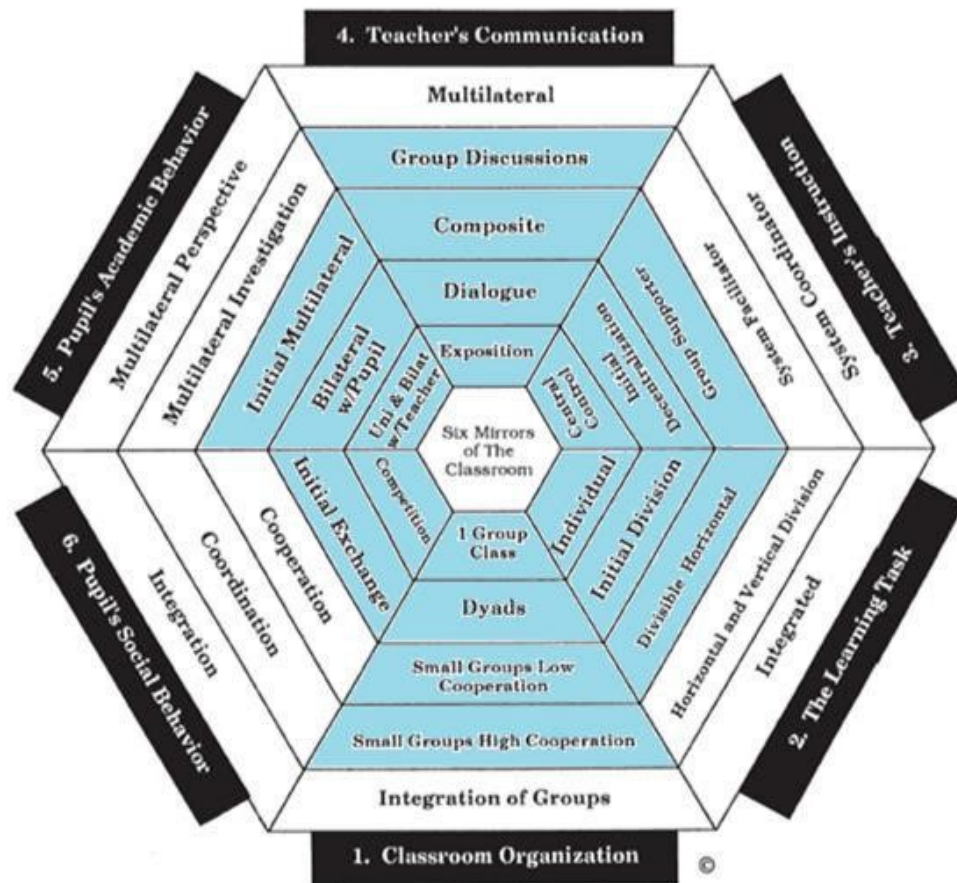 4. Teacher's Communication
Multilateral
Group Discussions
Composite
Dialogue
Exposition
5. Pupil's Academic Behavior
Multilateral Perspective
Multilateral Investigation
Initial Multilateral
Bilateral
w/Pupil
Uni & Bilat
w/Teacher
3. Teacher's Instruction
System Coordinator
System Facilitator
Group Supporter
Initial
Decentralization
Central
Control
Six Mirrors
of The
Classroom
6. Pupil's Social Behavior
Integration
Coordination
Cooperation
Initial Exchange
Competition
2. The Learning Task
Integrated
Horizontal and Vertical Division
Divisible Horizontal
Initial Division
Individual
1 Group
Class
Dyads
Small Groups Low
Cooperation
Small Groups High Cooperation
Integration of Groups
1. Classroom Organization
©